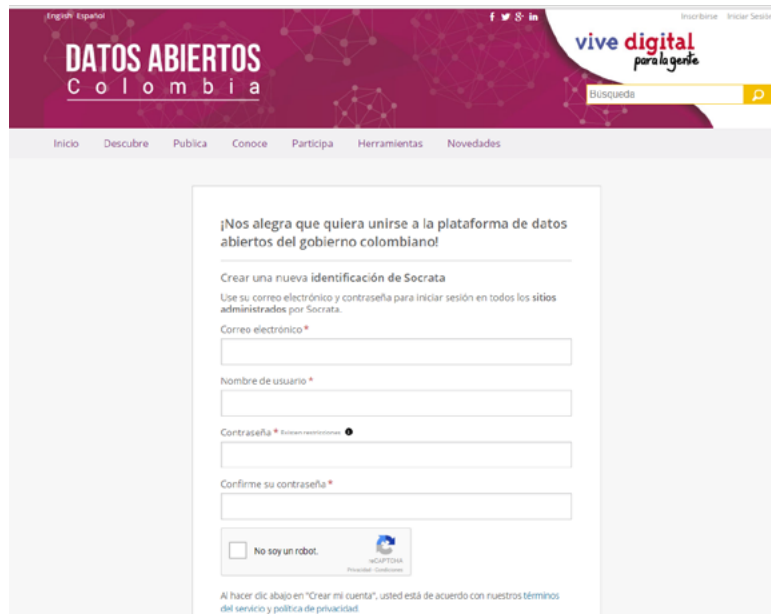 English Español
Inscribirse Iniciar Sesión
vive digital
para la gente
DATOS ABIERTOS
Colombia
Búsqueda
Inicio Descubre Publica Conoce Participa Herramientas Novedades
¡Nos alegra que quiera unirse a la plataforma de datos
abiertos del gobierno colombiano!
Crear una nueva identificación de Socrata
Use su correo electrónico y contraseña para iniciar sesión en todos los sitios
administrados por Socrata.
Correo electrónico *
Nombre de usuario *
Contraseña * Existen restricciones
Confirme su contraseña *
No soy un robot.
reCAPTCHA
Privacidad - Condiciones
Al hacer clic abajo en "Crear mi cuenta", usted está de acuerdo con nuestros términos
del servicio y política de privacidad.